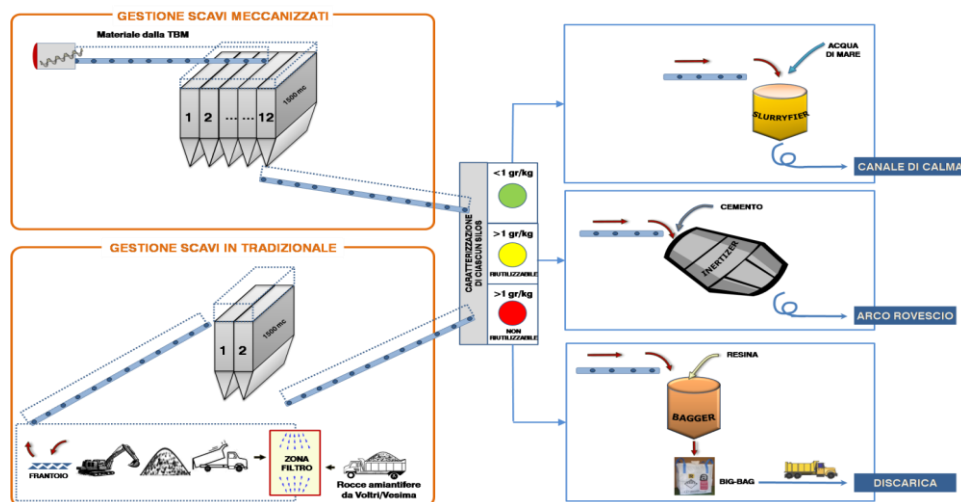 GESTIONE SCAVI MECCANIZZATI
Materiale dalla TBM
1500 mc
1 2 ... ... 12
GESTIONE SCAVI IN TRADIZIONALE
1500 mc
1 2
FRANTOIO
ZONA
FILTRO
Rocce amiantifere
da Voltri/Vesima
CARATTERIZZAZIONE
DI CIASCUN SILOS
<1 gr/kg
>1 gr/kg
RIUTILIZZABILE
>1 gr/kg
NON
RIUTILIZZABILE
ACQUA
DI MARE
SLURRYFIER
CANALE DI CALMA
CEMENTO
INERTIZER
ARCO ROVESCIO
RESINA
BAGGER
BIG-BAG
DISCARICA